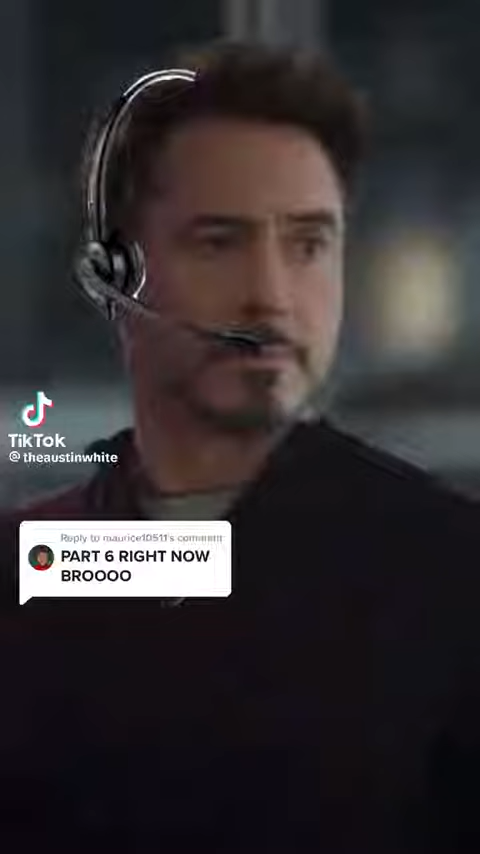 TikTok
@theaustinwhite
Reply to maurice10511's comment
PART 6 RIGHT NOW
BROOOO